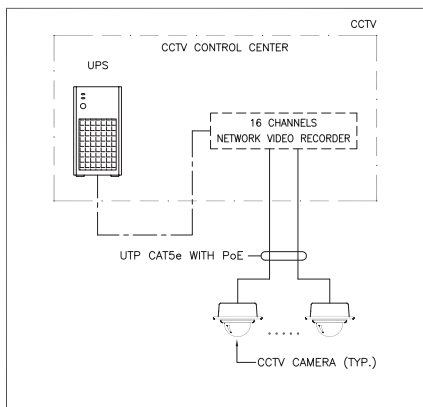 CCTV
CCTV CONTROL CENTER
UPS
16 CHANNELS
NETWORK VIDEO RECORDER
UTP CAT5e WITH PoE
CCTV CAMERA (TYP.)